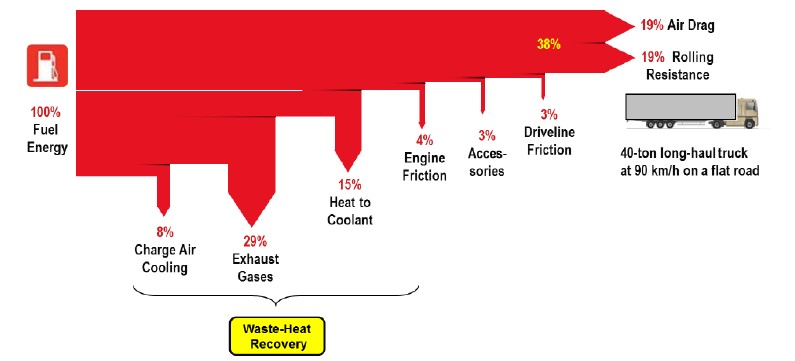 38%
19% Air Drag
19% Rolling
Resistance
100%
Fuel
Energy
8%
Charge Air
Cooling
29%
Exhaust
Gases
15%
Heat to
Coolant
4%
Engine
Friction
3%
Acces-
sories
3%
Driveline
Friction
40-ton long-haul truck
at 90 km/h on a flat road
Waste-Heat
Recovery